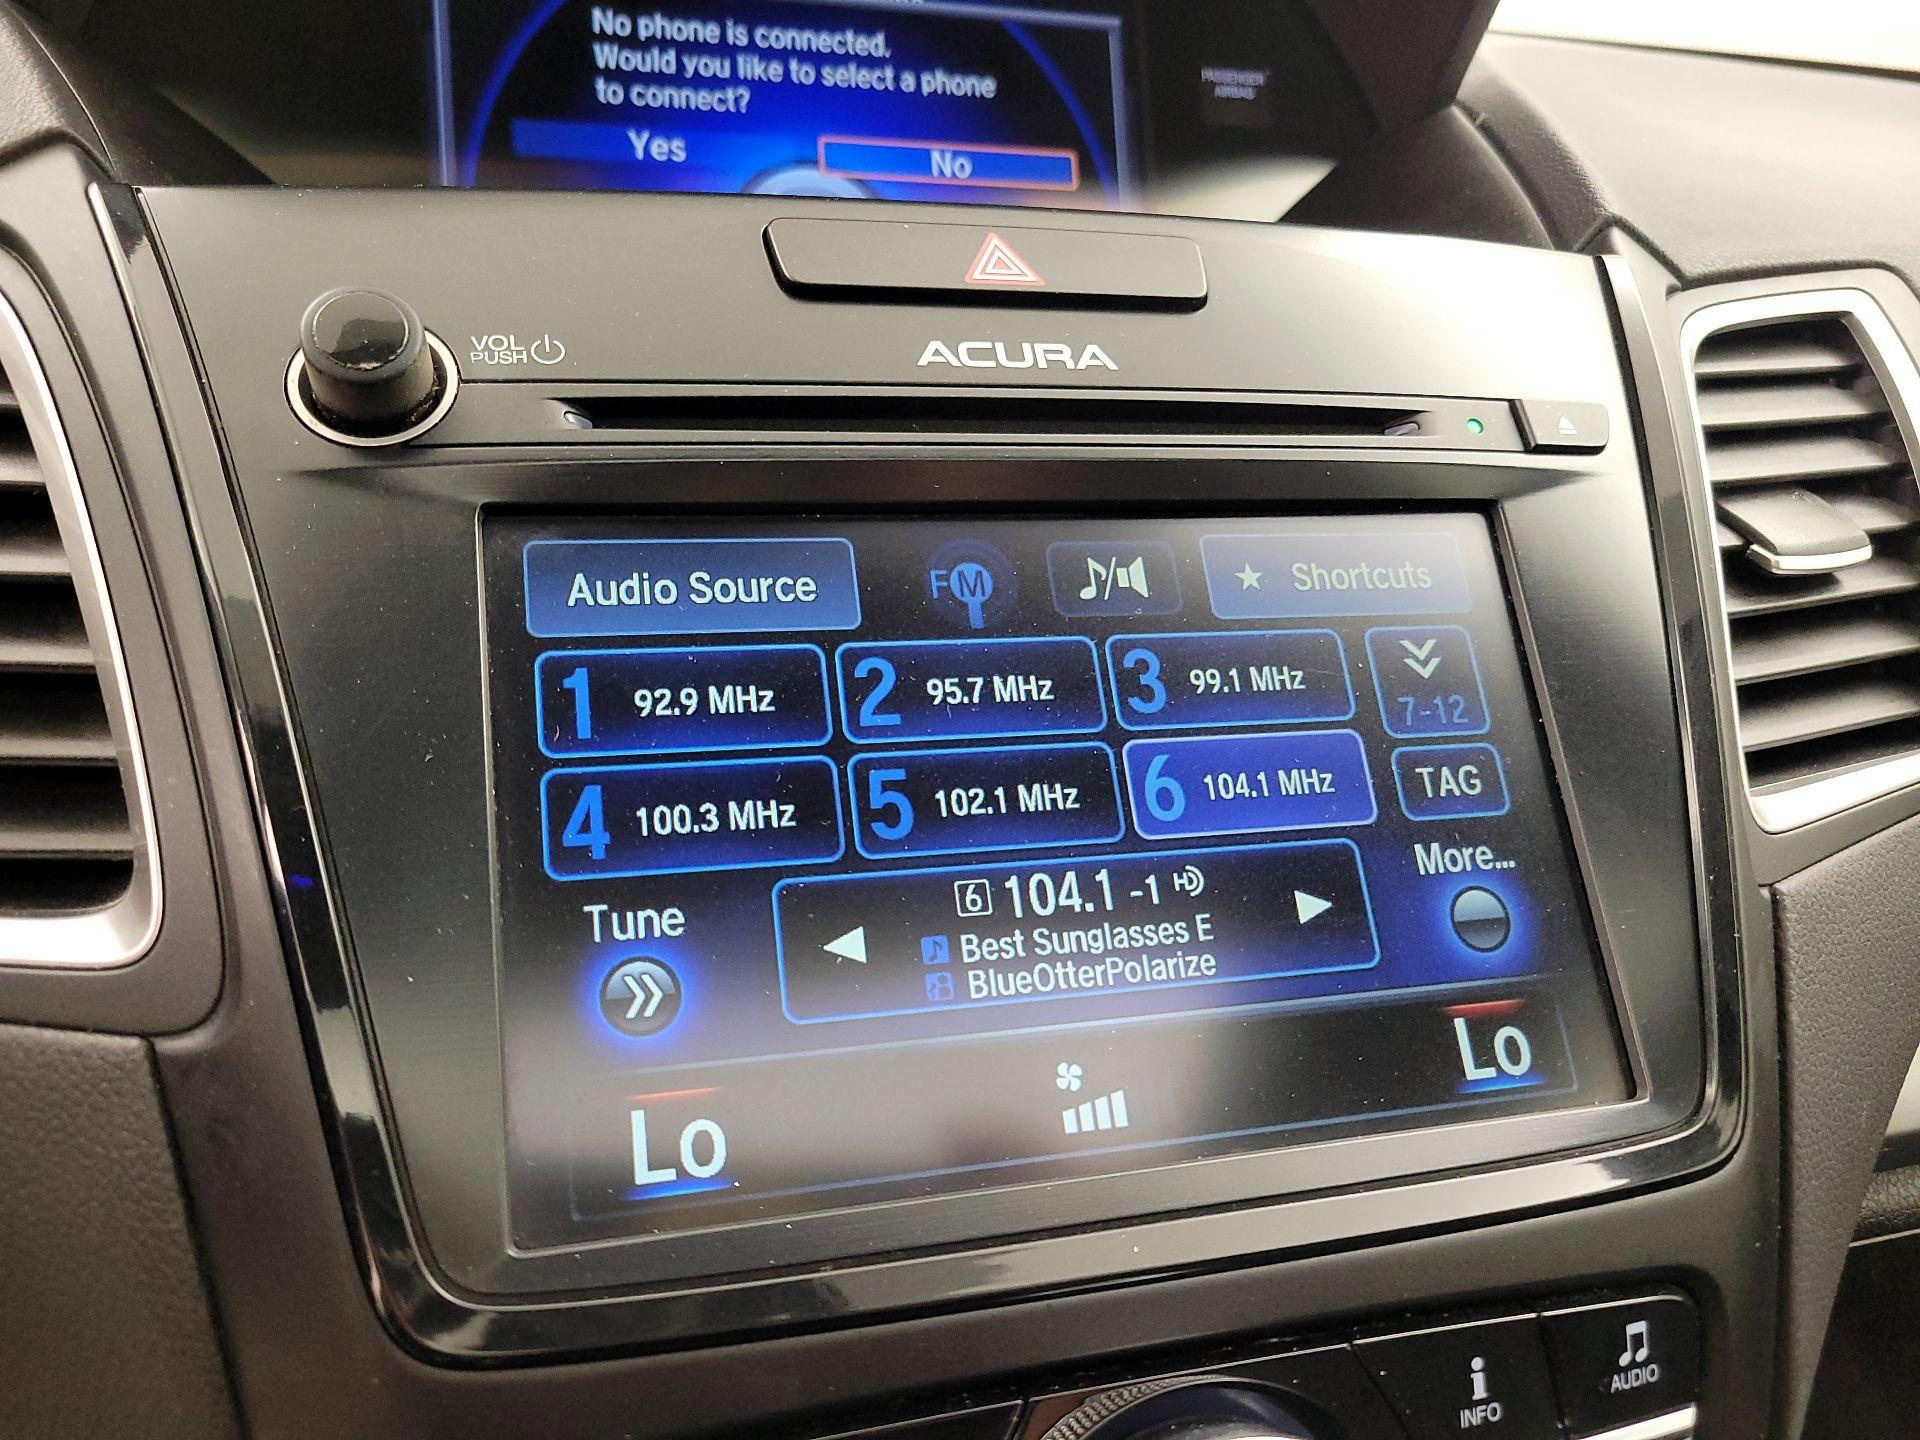 No phone is connected.
Would you like to select a phone
to connect?
Yes No
PASSENGER
AIRBAG
VOL
PUSH
ACURA
Audio Source FM Shortcuts
1 92.9 MHz 2 95.7 MHz 3 99.1 MHz
7-12
4 100.3 MHz 5 102.1 MHz 6 104.1 MHz TAG
More...
Tune
6 104.1 -1 HD
Best Sunglasses E
BlueOtterPolarize
Lo Lo
INFO AUDIO